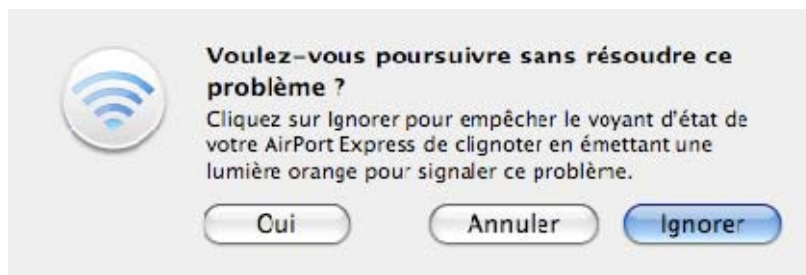 Voulez-vous poursuivre sans résoudre ce
problème ?
Cliquez sur Ignorer pour empêcher le voyant d'état de
votre AirPort Express de clignoter en émettant une
lumière orange pour signaler ce problème.
Oui Annuler Ignorer